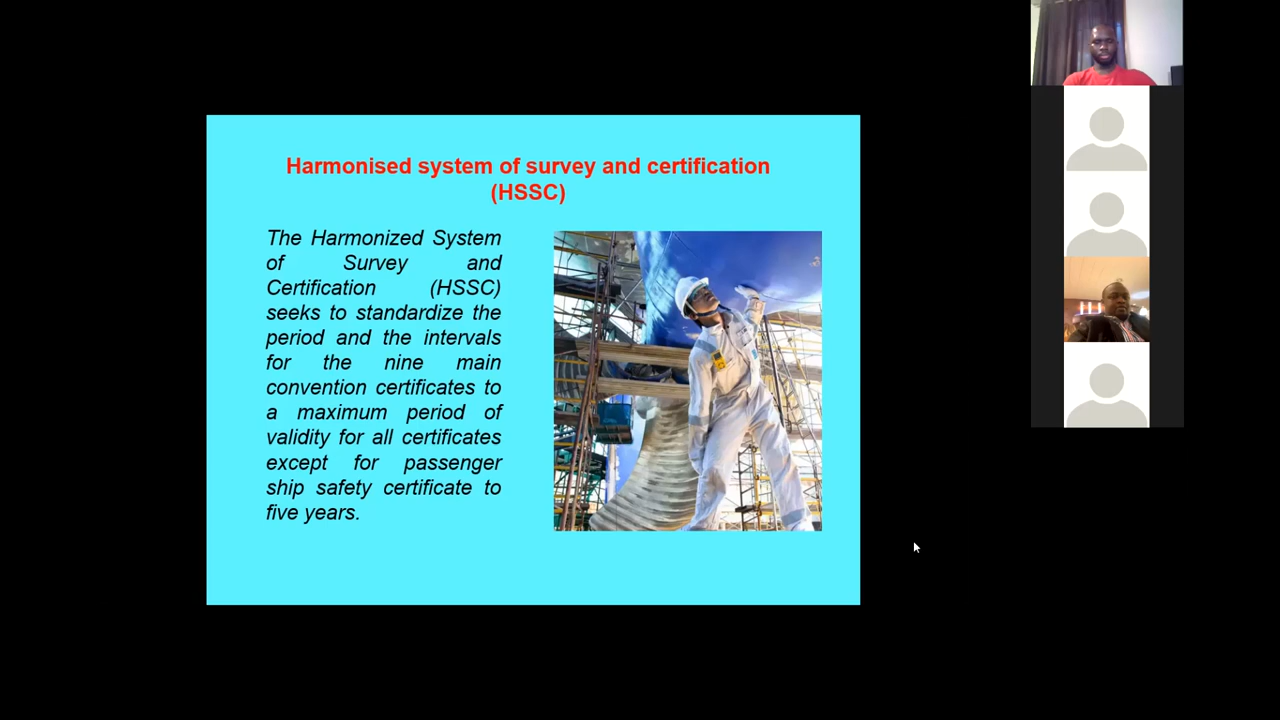 Harmonised system of survey and certification
(HSSC)
The Harmonized System
of Survey and
Certification (HSSC)
seeks to standardize the
period and the intervals
for the nine main
convention certificates to
a maximum period of
validity for all certificates
except for passenger
ship safety certificate to
five years.